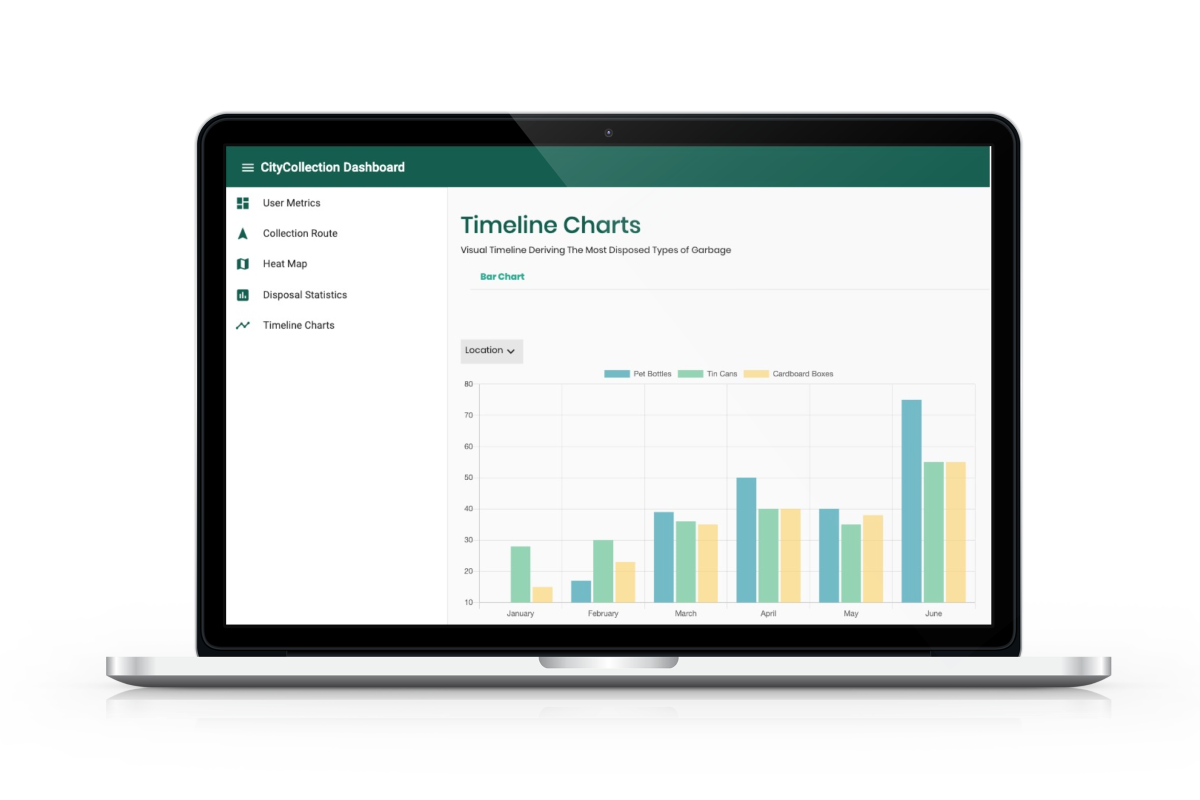 CityCollection Dashboard
User Metrics
Collection Route
Heat Map
Disposal Statistics
Timeline Charts
Timeline Charts
Visual Timeline Deriving The Most Disposed Types of Garbage
Bar Chart
Location
Pet Bottles Tin Cans Cardboard Boxes
80
70
60
50
40
30
20
10
January February March April May June